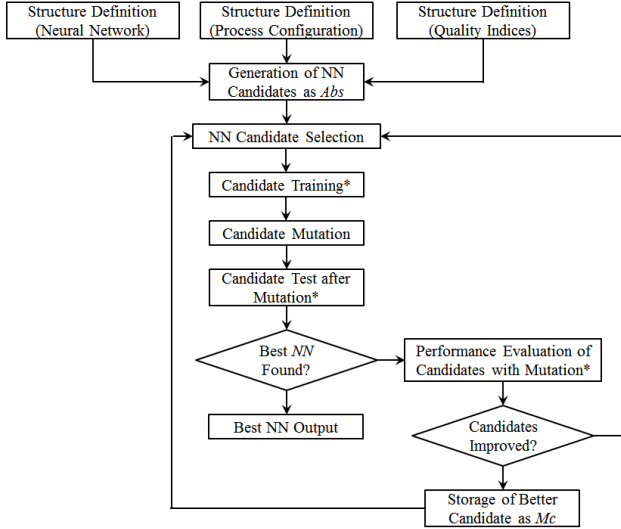 Structure Definition
(Neural Network)
Structure Definition
(Process Configuration)
Structure Definition
(Quality Indices)
Generation of NN
Candidates as Abs
NN Candidate Selection
Candidate Training*
Candidate Mutation
Candidate Test after
Mutation*
Best NN
Found?
Performance Evaluation of
Candidates with Mutation*
Best NN Output
Candidates
Improved?
Storage of Better
Candidate as Mc